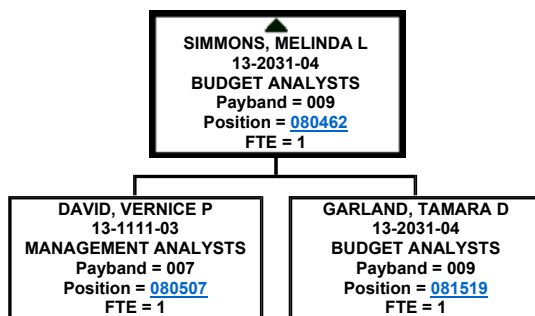 SIMMONS, MELINDA L
13-2031-04
BUDGET ANALYSTS
Payband = 009
Position = 080462
FTE = 1
DAVID, VERNICE P
13-1111-03
MANAGEMENT ANALYSTS
Payband = 007
Position = 080507
FTE = 1
GARLAND, TAMARA D
13-2031-04
BUDGET ANALYSTS
Payband = 009
Position = 081519
FTE = 1